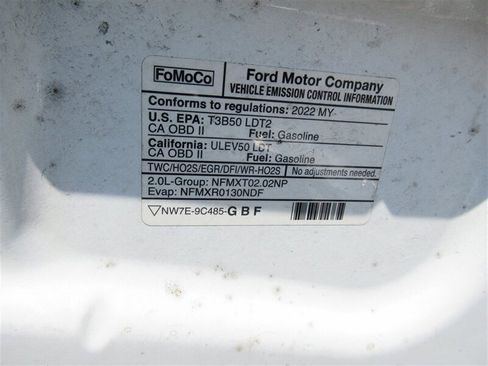 FoMoCo
Ford Motor Company
VEHICLE EMISSION CONTROL INFORMATION
Conforms to regulations: 2022 MY
U.S. EPA: T3B50 LDT2
CA OBD II Fuel: Gasoline
California: ULEV50 LDT
CA OBD II Fuel: Gasoline
TWC/HO2S/EGR/DFI/WR-HO2S No adjustments needed.
2.0L-Group: NFMXT02.02NP
Evap: NFMXR0130NDF
NW7E-9C485-GBF